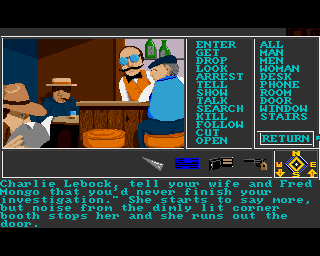 ENTER
GET
DROP
LOOK
ARREST
TELL
SHOW
TALK
SEARCH
KILL
FOLLOW
CUT
OPEN
ALL
MAN
MEN
WOMAN
DESK
PHONE
ROOM
DOOR
WINDOW
STAIRS
RETURN
N
W E
S
Charlie Lebock; tell your wife and Fred
Mongo that you'd never finish your
investigation." She starts to say more,
but noise from the dimly lit corner
booth stops her and she runs out the
door.